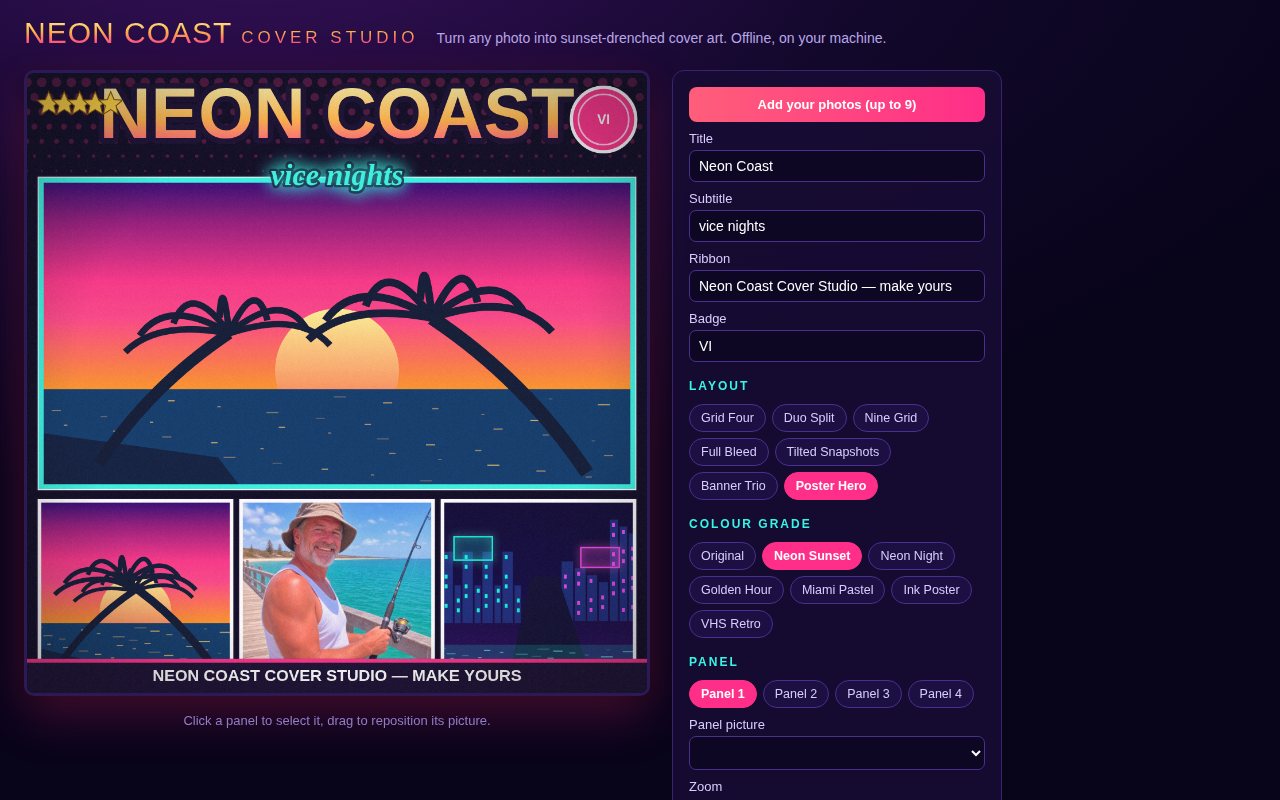 NEON COAST COVER STUDIO Turn any photo into sunset-drenched cover art. Offline, on your machine.
NEON COAST
VI
vice nights
NEON COAST COVER STUDIO — MAKE YOURS
Click a panel to select it, drag to reposition its picture.
Add your photos (up to 9)
Title
Neon Coast
Subtitle
vice nights
Ribbon
Neon Coast Cover Studio — make yours
Badge
VI
LAYOUT
Grid Four Duo Split Nine Grid
Full Bleed Tilted Snapshots
Banner Trio Poster Hero
COLOUR GRADE
Original Neon Sunset Neon Night
Golden Hour Miami Pastel Ink Poster
VHS Retro
PANEL
Panel 1 Panel 2 Panel 3 Panel 4
Panel picture
Zoom